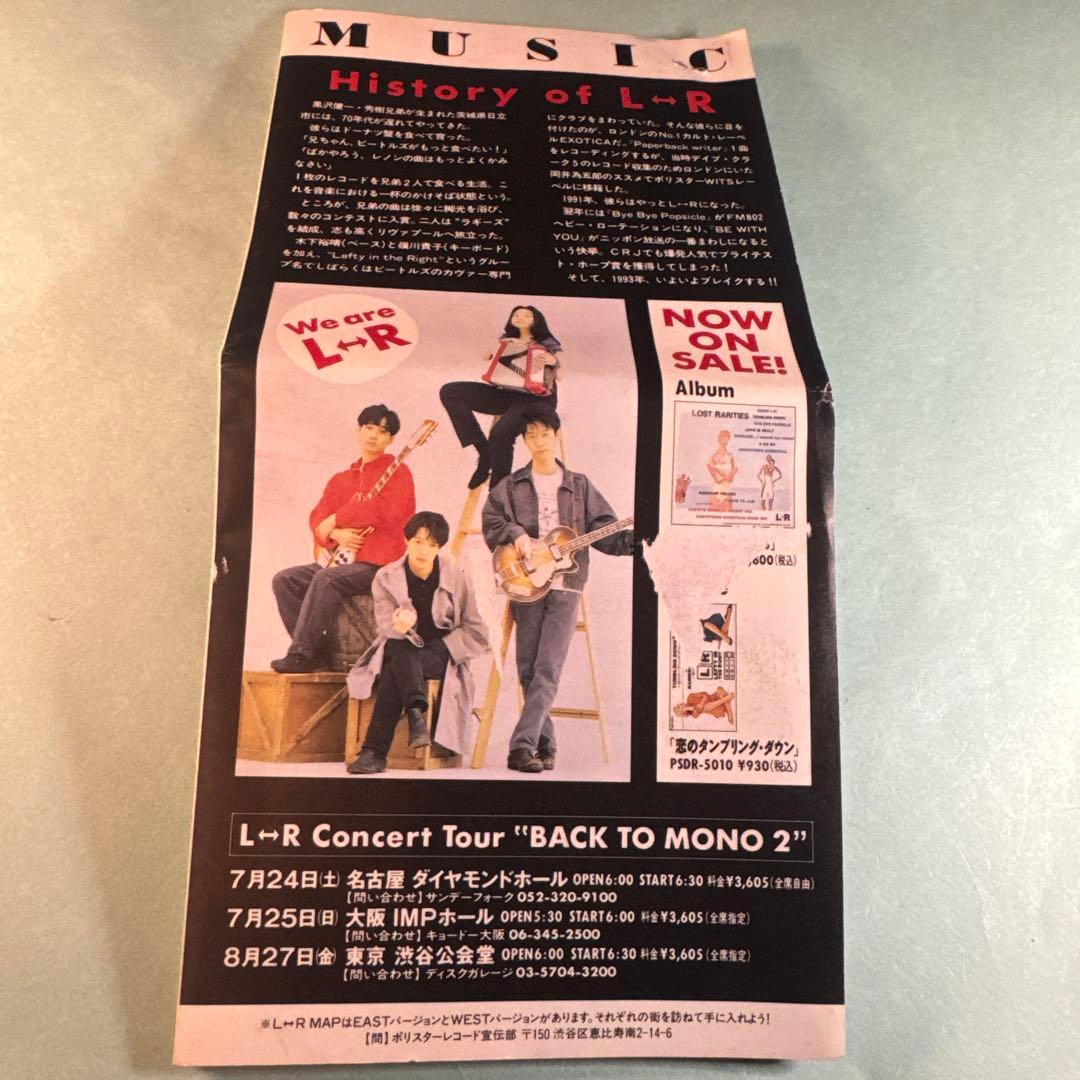 MUSIC
History of L↔R
黒沢健一・秀樹兄弟が生まれた茨城県日立
市には、70年代が遅れてやってきた。
彼らはドーナツ盤を食べて育った。
「兄ちゃん、ビートルズがもっと食べたい！」
「ばかやろう、レノンの曲はもっとよくかみ
なさい」
1枚のレコードを兄弟2人で食べる生活。こ
れを音楽における一杯のかけそば状態という。
ところが、兄弟の曲は徐々に脚光を浴び、
数々のコンテストに入賞。二人は“ラギーズ”
を結成、志も高くリヴァプールへ旅立った。
木下裕晴(ベース)と嶺川貴子(キーボード)
を加え、“Lefty in the Right”というグルー
プ名でしばらくはビートルズのカヴァー専門
にクラブをまわっていた。そんな彼らに目を
付けたのが、ロンドンのNo.1カルト・レーベ
ルEXOTICAだ。「Paperback writer」1曲
をレコーディングするが、当時デイブ・クラ
ーク5のレコード収集のためロンドンにいた
岡井為五郎のススメでポリスターWITSレー
ベルに移籍した。
1991年、彼らはやっとL↔Rになった。
翌年には「Bye Bye Popsicle」がFM802
ヘビー・ローテーションになり、「BE WITH
YOU」がニッポン放送の一番まわしになると
いう快挙。CRJでも爆発人気でブライテス
ト・ホープ賞を獲得してしまった！
そして、1993年、いよいよブレイクする!!
We are
L↔R
NOW
ON
SALE!
Album
LOST RARITIES
L↔R
」
,600(税込)
「恋のタンブリング・ダウン」
PSDR-5010 ¥930(税込)
L↔R Concert Tour “BACK TO MONO 2”
7月24日(土) 名古屋 ダイヤモンドホール OPEN6:00 START6:30 料金¥3,605(全席自由)
【問い合わせ】サンデーフォーク 052-320-9100
7月25日(日) 大阪 IMPホール OPEN5:30 START6:00 料金¥3,605(全席指定)
【問い合わせ】キョードー大阪 06-345-2500
8月27日(金) 東京 渋谷公会堂 OPEN6:00 START6:30 料金¥3,605(全席指定)
【問い合わせ】ディスクガレージ 03-5704-3200
※L↔R MAPはEASTバージョンとWESTバージョンがあります。それぞれの街を訪ねて手に入れよう！
【問】ポリスターレコード宣伝部 〒150 渋谷区恵比寿南2-14-6